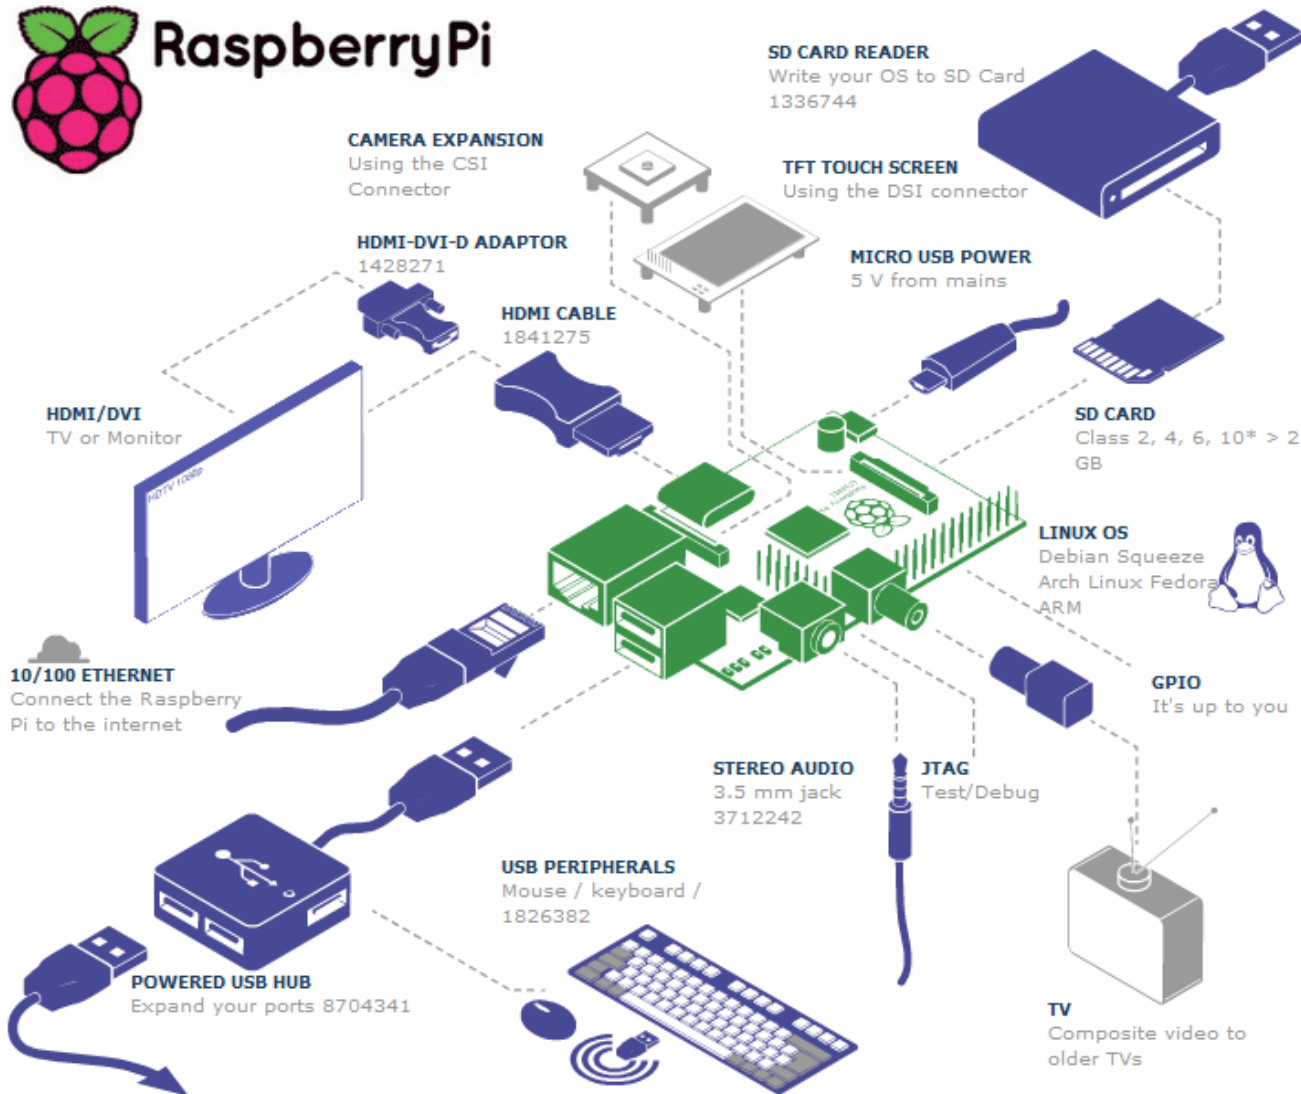 RaspberryPi
SD CARD READER
Write your OS to SD Card
1336744
CAMERA EXPANSION
Using the CSI
Connector
TFT TOUCH SCREEN
Using the DSI connector
HDMI-DVI-D ADAPTOR
1428271
MICRO USB POWER
5 V from mains
HDMI CABLE
1841275
HDMI/DVI
TV or Monitor
HDTV 1080p
SD CARD
Class 2, 4, 6, 10* > 2
GB
LINUX OS
Debian Squeeze
Arch Linux Fedora
ARM
10/100 ETHERNET
Connect the Raspberry
Pi to the internet
GPIO
It's up to you
STEREO AUDIO
3.5 mm jack
3712242
JTAG
Test/Debug
USB PERIPHERALS
Mouse / keyboard /
1826382
POWERED USB HUB
Expand your ports 8704341
TV
Composite video to
older TVs